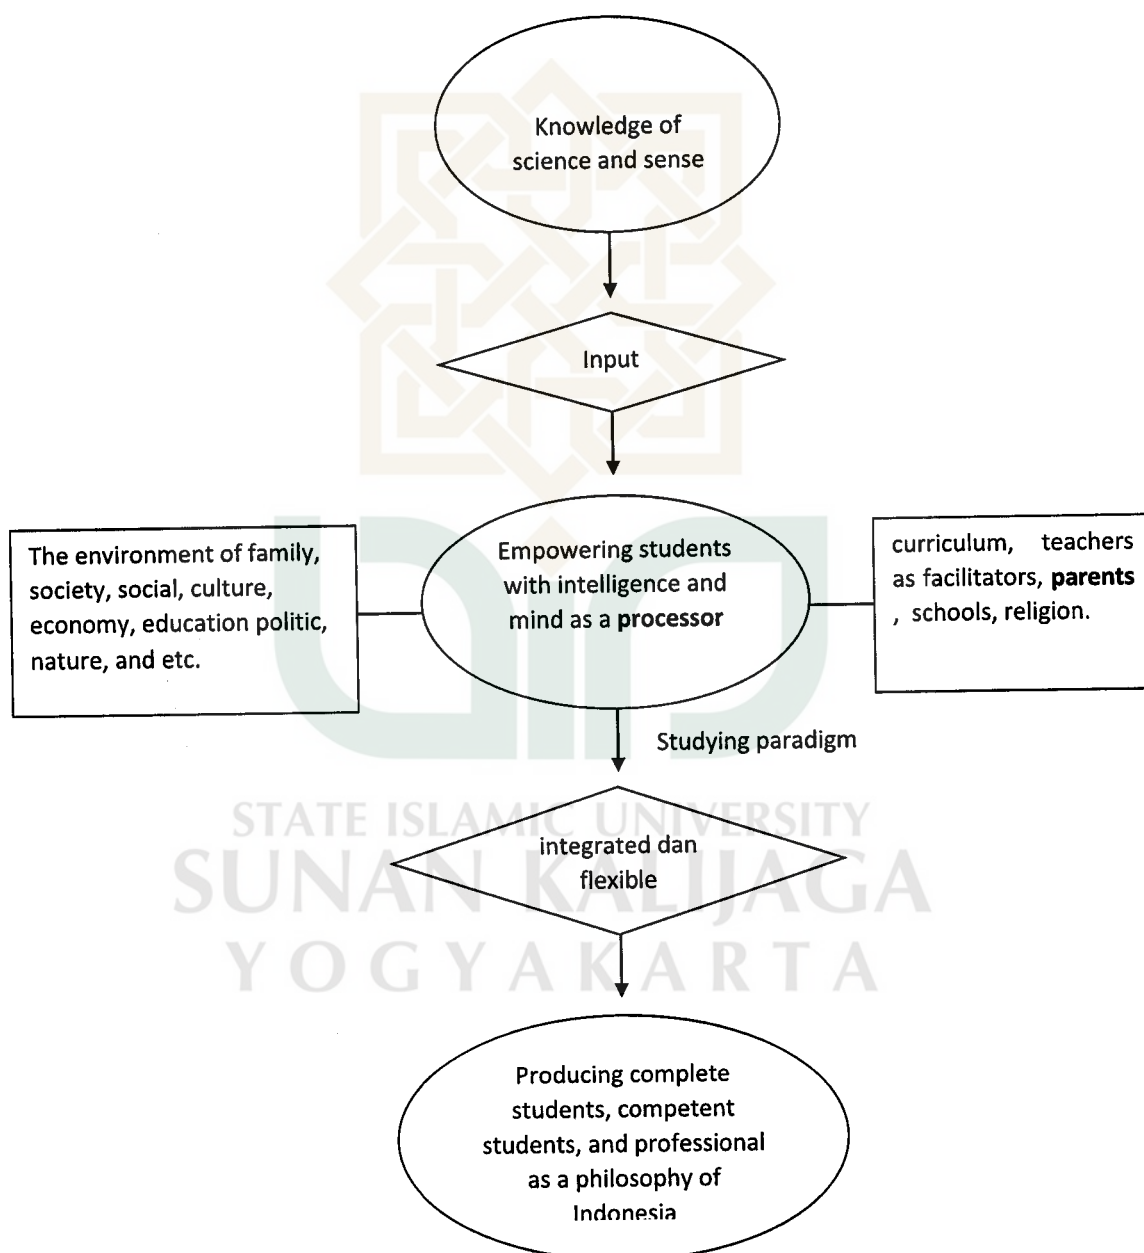 Knowledge of
science and sense
Input
The environment of family,
society, social, culture,
economy, education politic,
nature, and etc.
Empowering students
with intelligence and
mind as a processor
curriculum, teachers
as facilitators, parents
, schools, religion.
Studying paradigm
integrated dan
flexible
STATE ISLAMIC UNIVERSITY
SUNAN KALIJAGA
YOGYAKARTA
Producing complete
students, competent
students, and professional
as a philosophy of
Indonesia